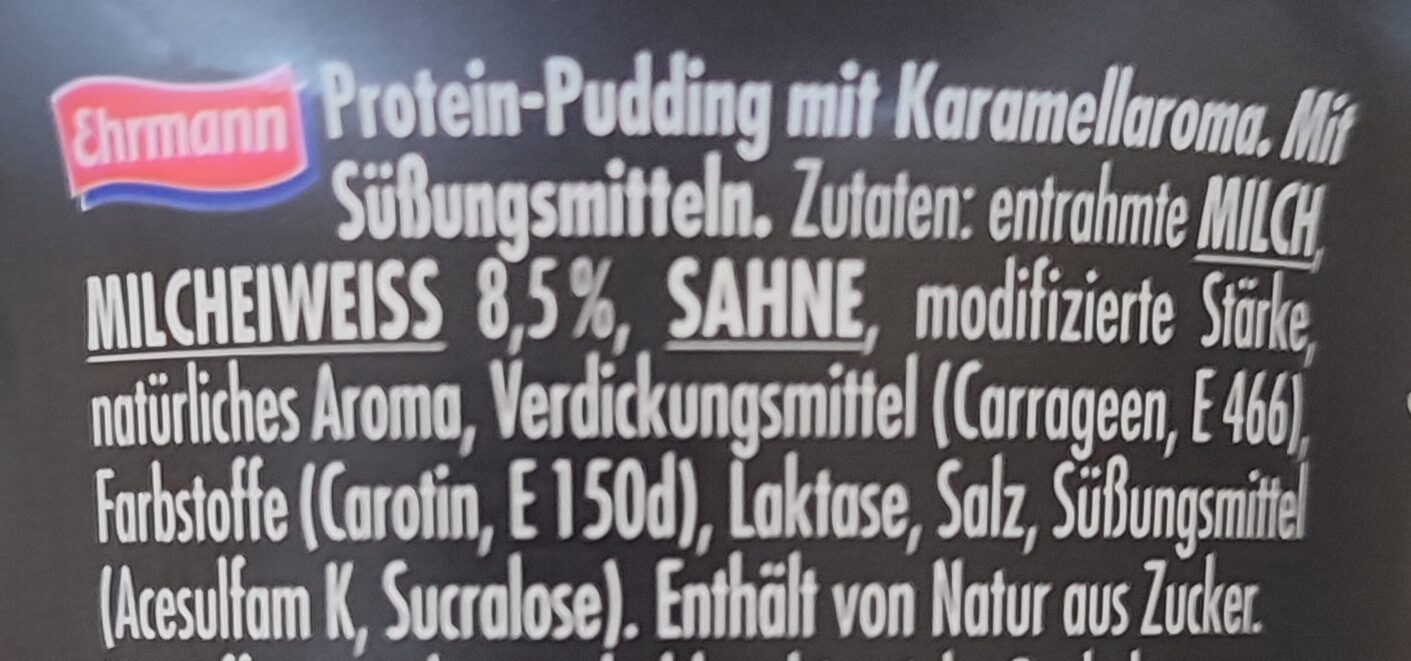 Ehrmann Protein-Pudding mit Karamellaroma. Mit
Süßungsmitteln. Zutaten: entrahmte MILCH,
MILCHEIWEISS 8,5%, SAHNE, modifizierte Stärke,
natürliches Aroma, Verdickungsmittel (Carrageen, E 466),
Farbstoffe (Carotin, E 150d), Laktase, Salz, Süßungsmittel
(Acesulfam K, Sucralose). Enthält von Natur aus Zucker.